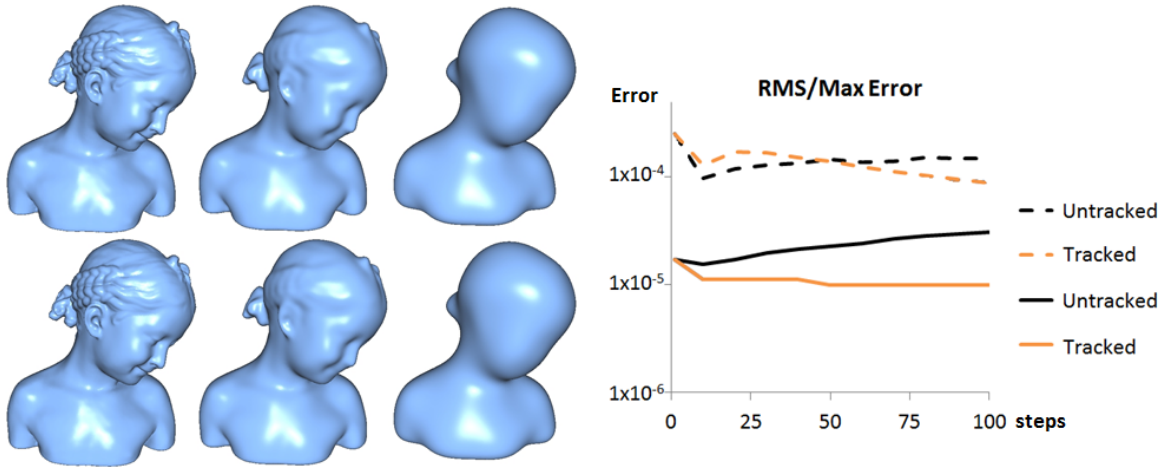 RMS/Max Error
Error
1x10⁻⁴
1x10⁻⁵
1x10⁻⁶
0 25 50 75 100 steps
Untracked
Tracked
Untracked
Tracked